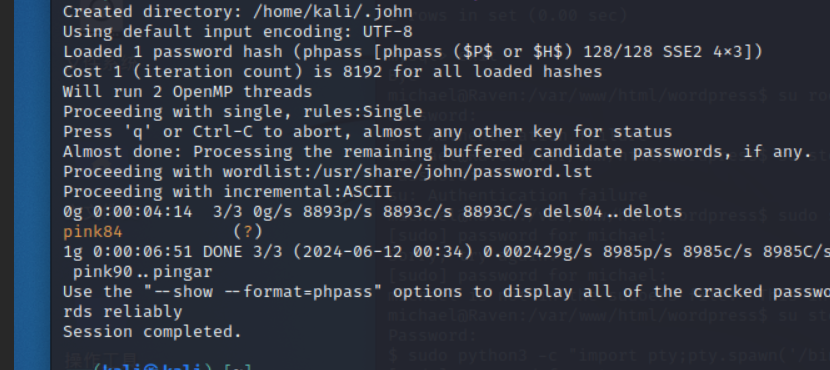 Created directory: /home/kali/.john
Using default input encoding: UTF-8
Loaded 1 password hash (phpass [phpass ($P$ or $H$) 128/128 SSE2 4×3])
Cost 1 (iteration count) is 8192 for all loaded hashes
Will run 2 OpenMP threads
Proceeding with single, rules:Single
Press 'q' or Ctrl-C to abort, almost any other key for status
Almost done: Processing the remaining buffered candidate passwords, if any.
Proceeding with wordlist:/usr/share/john/password.lst
Proceeding with incremental:ASCII
0g 0:00:04:14  3/3 0g/s 8893p/s 8893c/s 8893C/s dels04..delots
pink84           (?)
1g 0:00:06:51 DONE 3/3 (2024-06-12 00:34) 0.002429g/s 8985p/s 8985c/s 8985C/s
 pink90..pingar
Use the "--show --format=phpass" options to display all of the cracked passwo
rds reliably
Session completed.